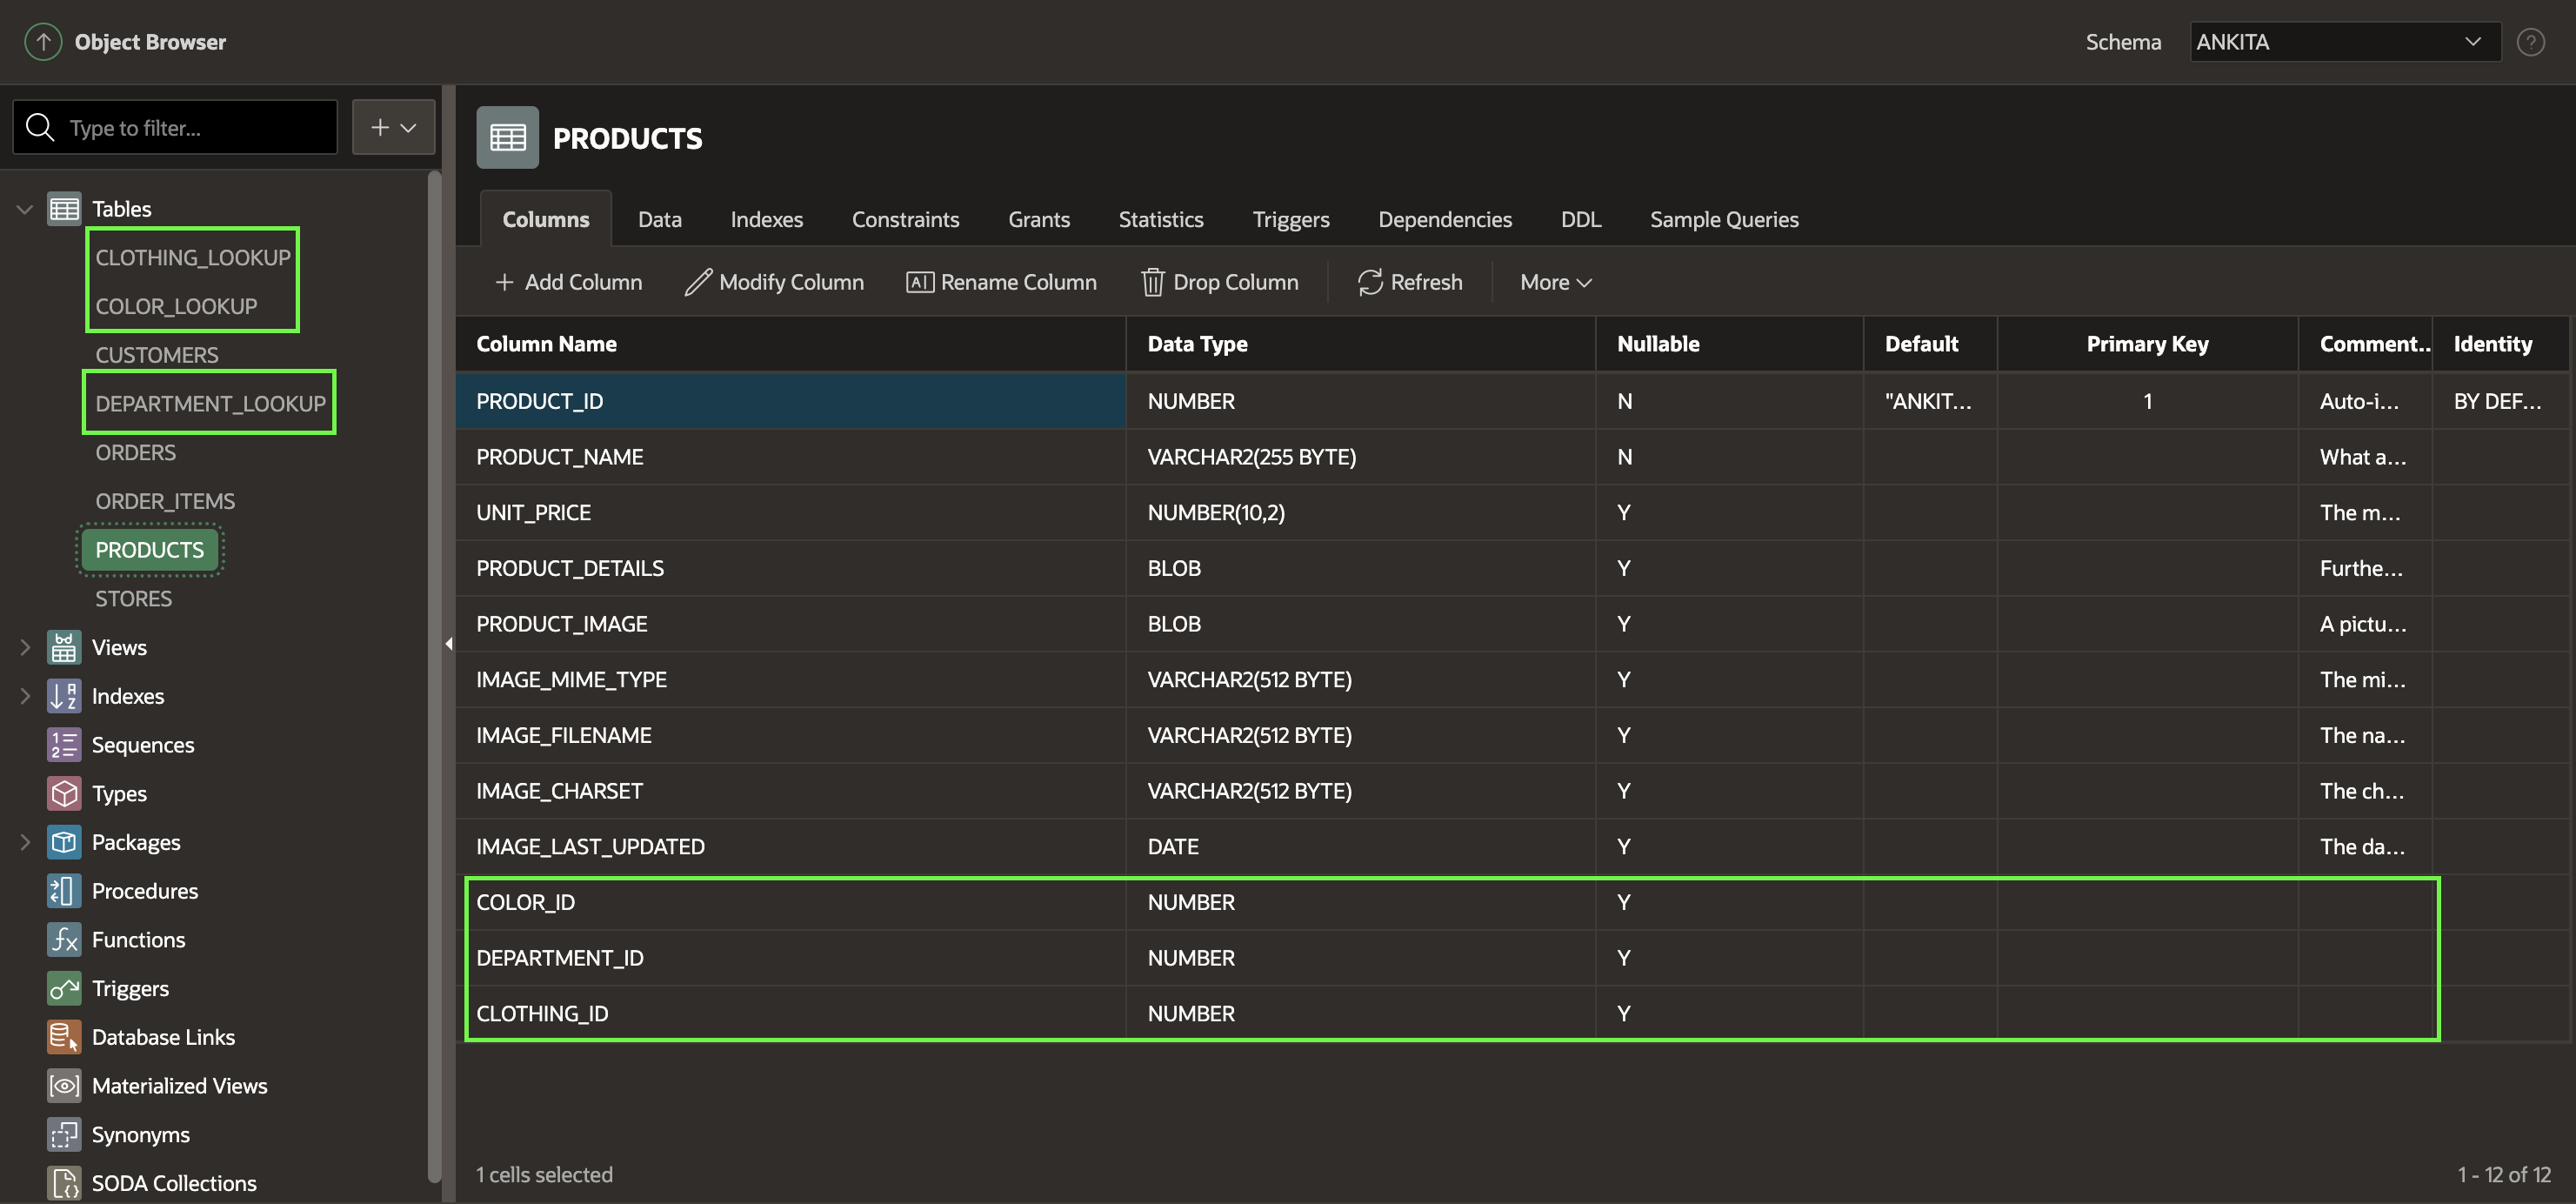 Object Browser
Schema
ANKITA
Type to filter...
Tables
CLOTHING_LOOKUP
COLOR_LOOKUP
CUSTOMERS
DEPARTMENT_LOOKUP
ORDERS
ORDER_ITEMS
PRODUCTS
STORES
Views
Indexes
Sequences
Types
Packages
Procedures
Functions
Triggers
Database Links
Materialized Views
Synonyms
SODA Collections
PRODUCTS
Columns Data Indexes Constraints Grants Statistics Triggers Dependencies DDL Sample Queries
Add Column Modify Column Rename Column Drop Column Refresh More
Column Name Data Type Nullable Default Primary Key Comment.. Identity
PRODUCT_ID NUMBER N "ANKIT... 1 Auto-i... BY DEF...
PRODUCT_NAME VARCHAR2(255 BYTE) N What a...
UNIT_PRICE NUMBER(10,2) Y The m...
PRODUCT_DETAILS BLOB Y Furthe...
PRODUCT_IMAGE BLOB Y A pictu...
IMAGE_MIME_TYPE VARCHAR2(512 BYTE) Y The mi...
IMAGE_FILENAME VARCHAR2(512 BYTE) Y The na...
IMAGE_CHARSET VARCHAR2(512 BYTE) Y The ch...
IMAGE_LAST_UPDATED DATE Y The da...
COLOR_ID NUMBER Y
DEPARTMENT_ID NUMBER Y
CLOTHING_ID NUMBER Y
1 cells selected
1 - 12 of 12